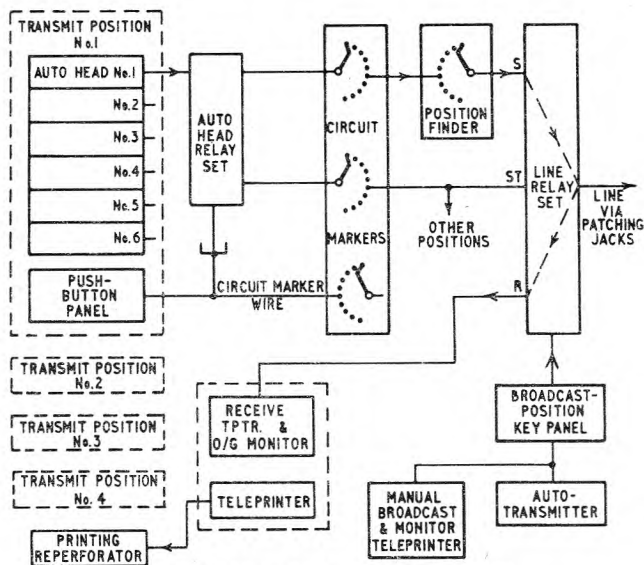 TRANSMIT POSITION
No.1
AUTO HEAD No.1
No.2
No.3
No.4
No.5
No.6
PUSH-
BUTTON
PANEL
AUTO
HEAD
RELAY
SET
CIRCUIT
MARKERS
CIRCUIT MARKER
WIRE
POSITION
FINDER
S
ST
R
OTHER
POSITIONS
LINE
RELAY
SET
LINE
VIA
PATCHING
JACKS
TRANSMIT POSITION
No.2
TRANSMIT POSITION
No.3
TRANSMIT POSITION
No. 4
RECEIVE
TPTR. &
O/G MONITOR
TELEPRINTER
PRINTING
REPERFORATOR
BROADCAST-
POSITION
KEY PANEL
MANUAL
BROADCAST
& MONITOR
TELEPRINTER
AUTO-
TRANSMITTER